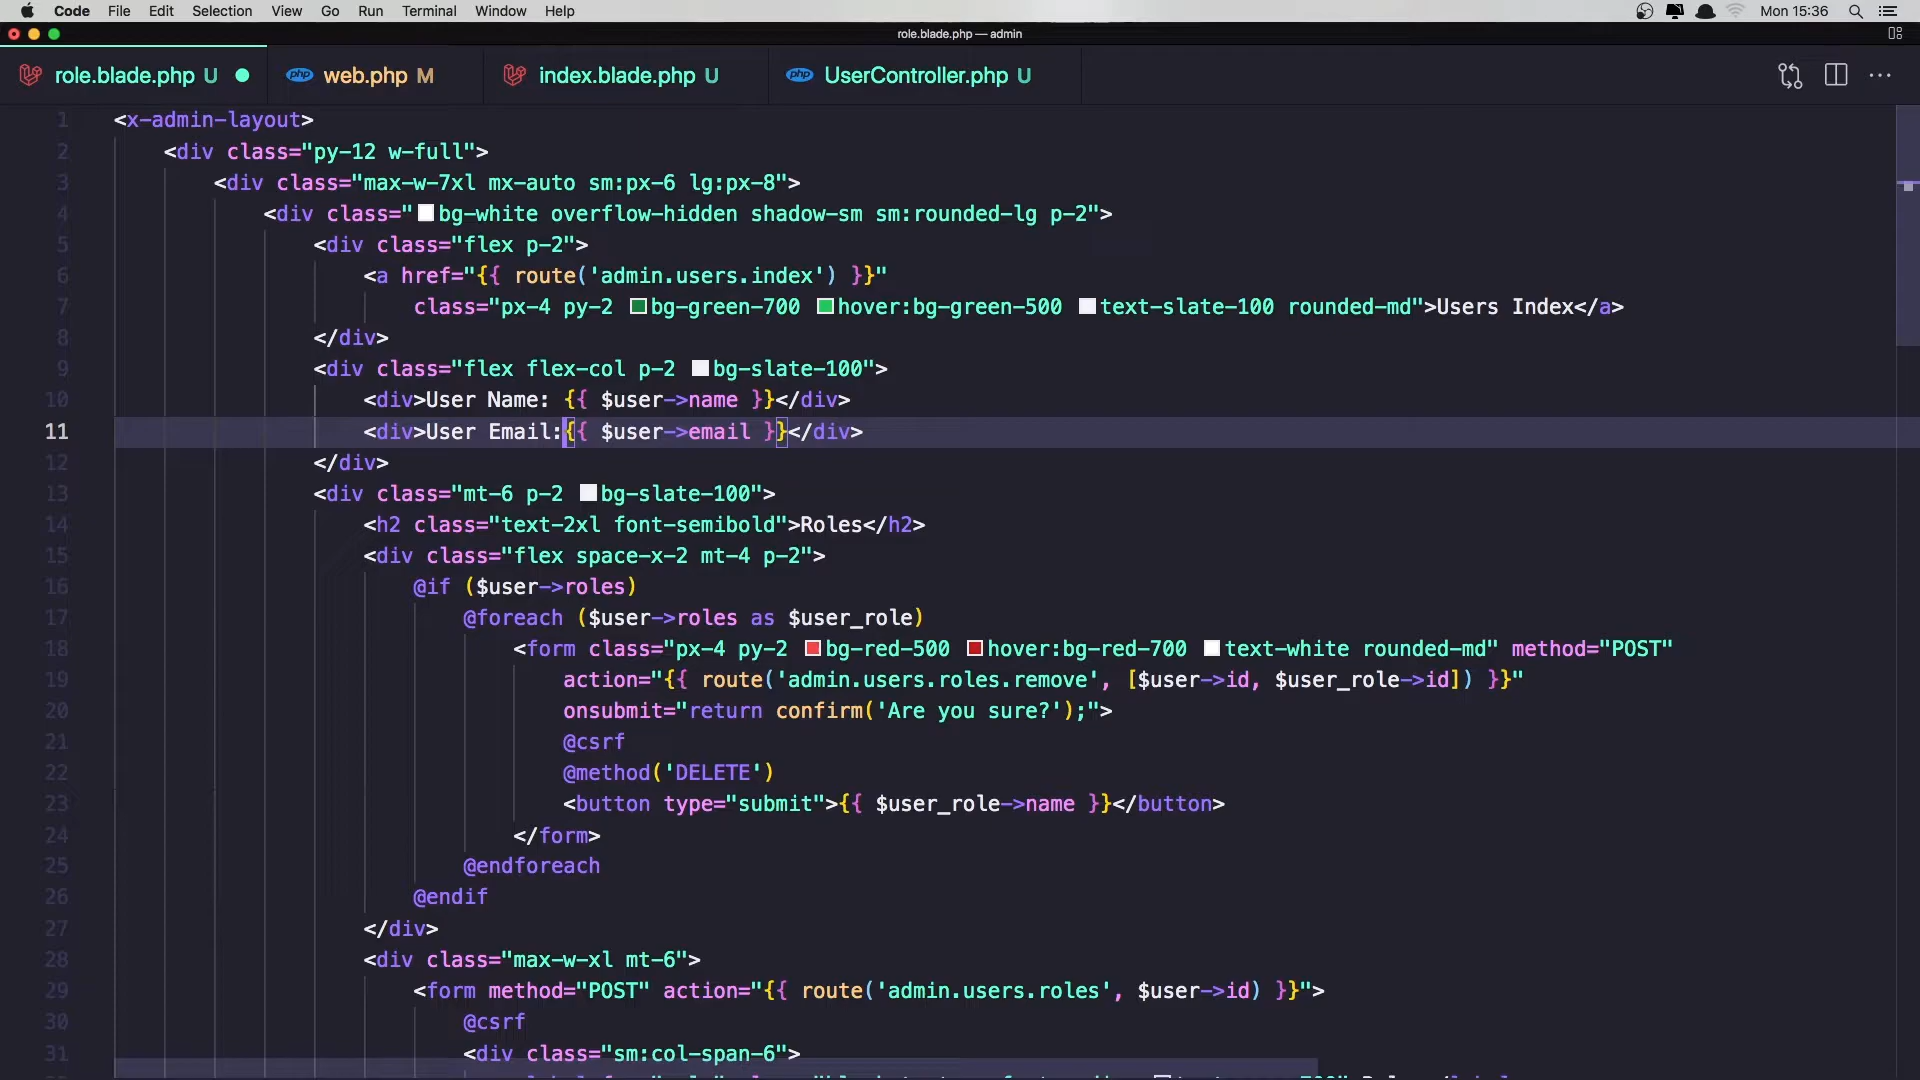 Code File Edit Selection View Go Run Terminal Window Help Mon 15:36
role.blade.php — admin
role.blade.php U web.php M index.blade.php U UserController.php U
1 <x-admin-layout>
2 <div class="py-12 w-full">
3 <div class="max-w-7xl mx-auto sm:px-6 lg:px-8">
4 <div class="bg-white overflow-hidden shadow-sm sm:rounded-lg p-2">
5 <div class="flex p-2">
6 <a href="{{ route('admin.users.index') }}"
7 class="px-4 py-2 bg-green-700 hover:bg-green-500 text-slate-100 rounded-md">Users Index</a>
8 </div>
9 <div class="flex flex-col p-2 bg-slate-100">
10 <div>User Name: {{ $user->name }}</div>
11 <div>User Email:{{ $user->email }}</div>
12 </div>
13 <div class="mt-6 p-2 bg-slate-100">
14 <h2 class="text-2xl font-semibold">Roles</h2>
15 <div class="flex space-x-2 mt-4 p-2">
16 @if ($user->roles)
17 @foreach ($user->roles as $user_role)
18 <form class="px-4 py-2 bg-red-500 hover:bg-red-700 text-white rounded-md" method="POST"
19 action="{{ route('admin.users.roles.remove', [$user->id, $user_role->id]) }}"
20 onsubmit="return confirm('Are you sure?');">
21 @csrf
22 @method('DELETE')
23 <button type="submit">{{ $user_role->name }}</button>
24 </form>
25 @endforeach
26 @endif
27 </div>
28 <div class="max-w-xl mt-6">
29 <form method="POST" action="{{ route('admin.users.roles', $user->id) }}">
30 @csrf
31 <div class="sm:col-span-6">